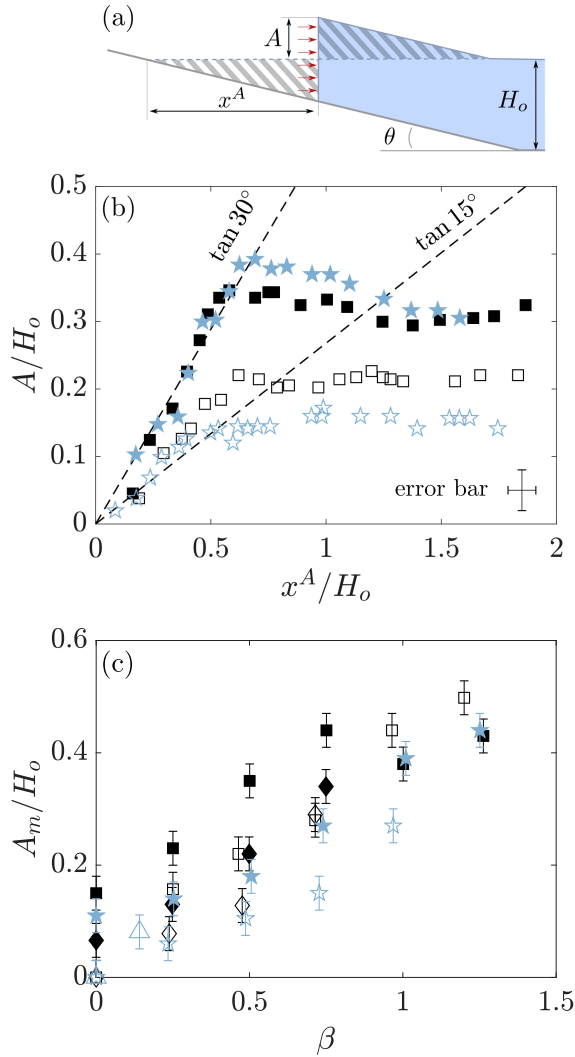 (a)
A
x^A
H_o
θ
0.5
(b)
tan 30°
tan 15°
0.4
0.3
A/H_o
0.2
0.1
error bar
0
0
0.5
1
1.5
2
x^A/H_o
0.6
(c)
0.4
A_m/H_o
0.2
0
0
0.5
1
1.5
β